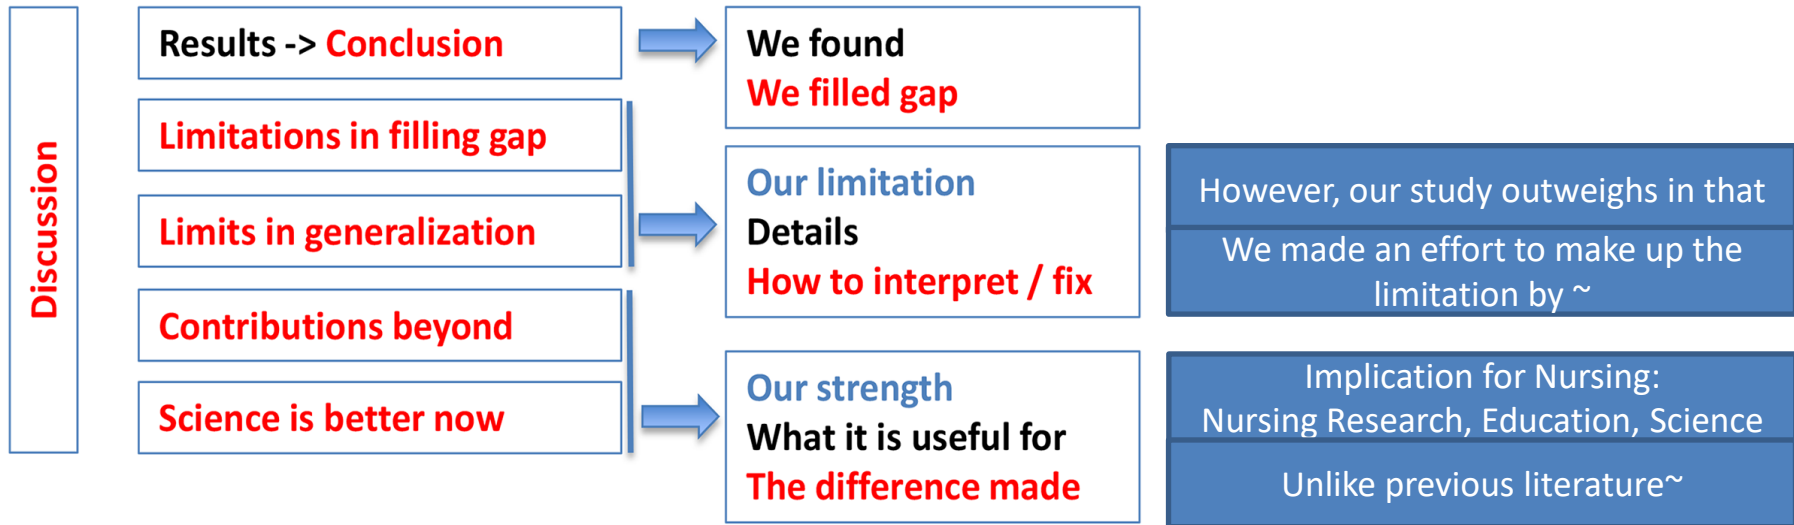 Discussion
Results -> Conclusion
Limitations in filling gap
Limits in generalization
Contributions beyond
Science is better now
We found
We filled gap
Our limitation
Details
How to interpret / fix
Our strength
What it is useful for
The difference made
However, our study outweighs in that
We made an effort to make up the
limitation by ~
Implication for Nursing:
Nursing Research, Education, Science
Unlike previous literature~